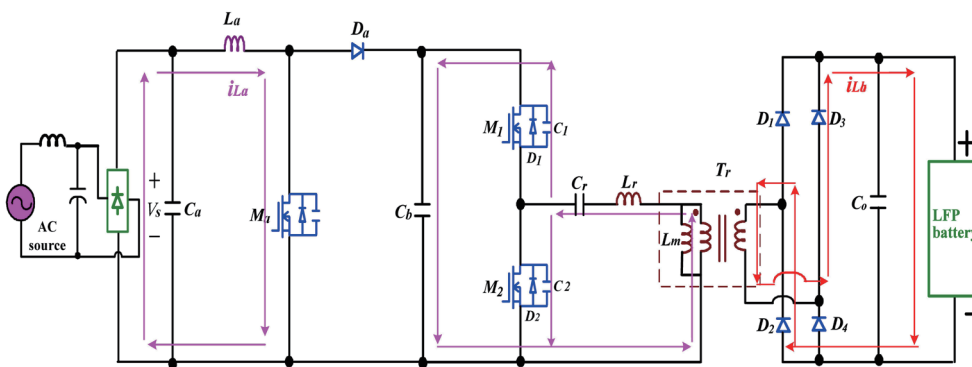 La
Da
iLa
iLb
M1
C1
D1
D1
D3
Cr
Lr
Tr
AC
source
+
Vs
−
Ca
Ma
Cb
Lm
Co
+
LFP
battery
−
M2
C2
D2
D2
D4